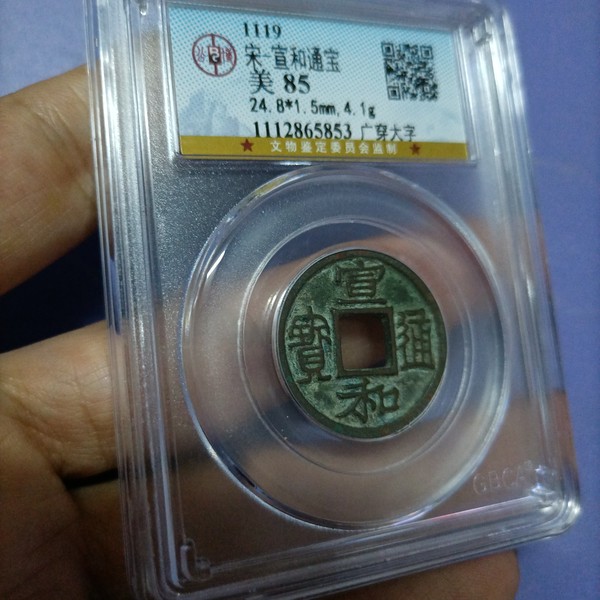 1119
宋-宣和通宝
美 85
24.8*1.5mm,4.1g
1112865853 广穿大字
★ 文物鉴定委员会监制 ★
宣
通
和
寳
GBCA